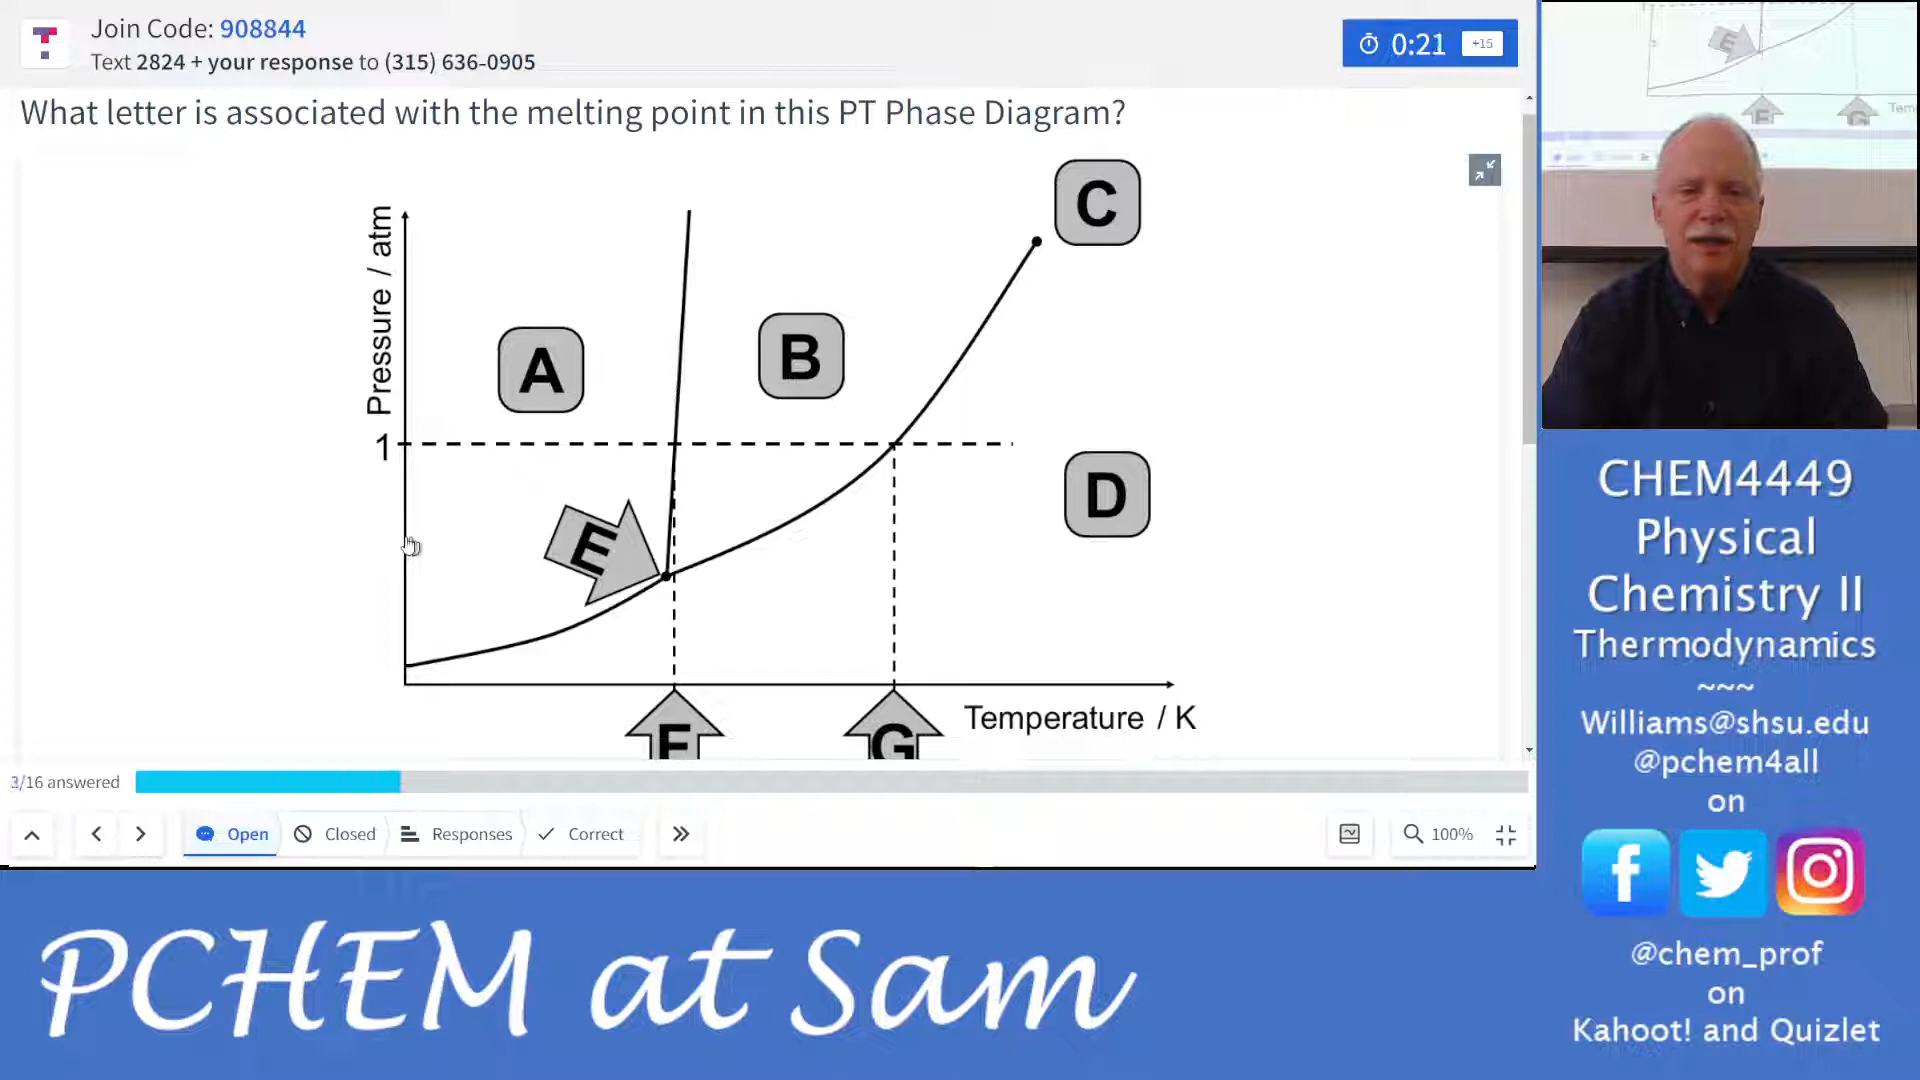 Join Code: 908844
Text 2824 + your response to (315) 636-0905
0:21
+15
What letter is associated with the melting point in this PT Phase Diagram?
Pressure / atm
C
A
B
1
D
E
F
G
Temperature / K
3/16 answered
Open
Closed
Responses
Correct
100%
E
F
G
Tem
CHEM4449
Physical
Chemistry II
Thermodynamics
~~~
Williams@shsu.edu
@pchem4all
on
@chem_prof
on
Kahoot! and Quizlet
PCHEM at Sam